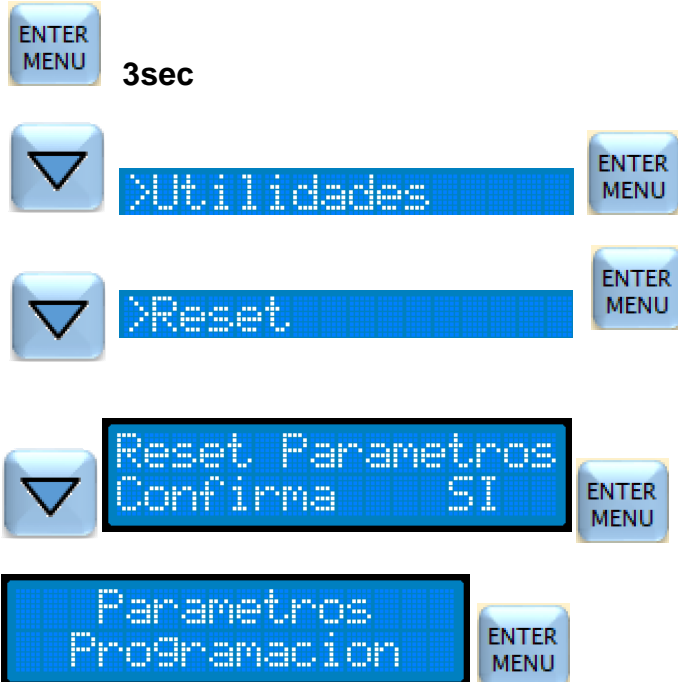 ENTER
MENU
3sec
>Utilidades
ENTER
MENU
>Reset
ENTER
MENU
Reset Parametros
Confirma SI
ENTER
MENU
Parametros
Programacion
ENTER
MENU